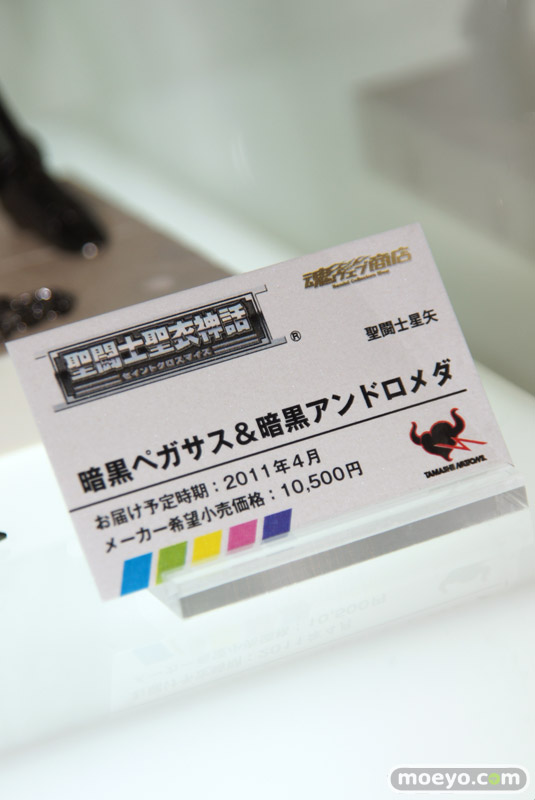 魂ウェブ商店
聖闘士聖衣神話®
セイントクロスマイス
聖闘士星矢
暗黒ペガサス&暗黒アンドロメダ
お届け予定時期：2011年4月
メーカー希望小売価格：10,500円
TAMASHII NATIONS
moeyo.com